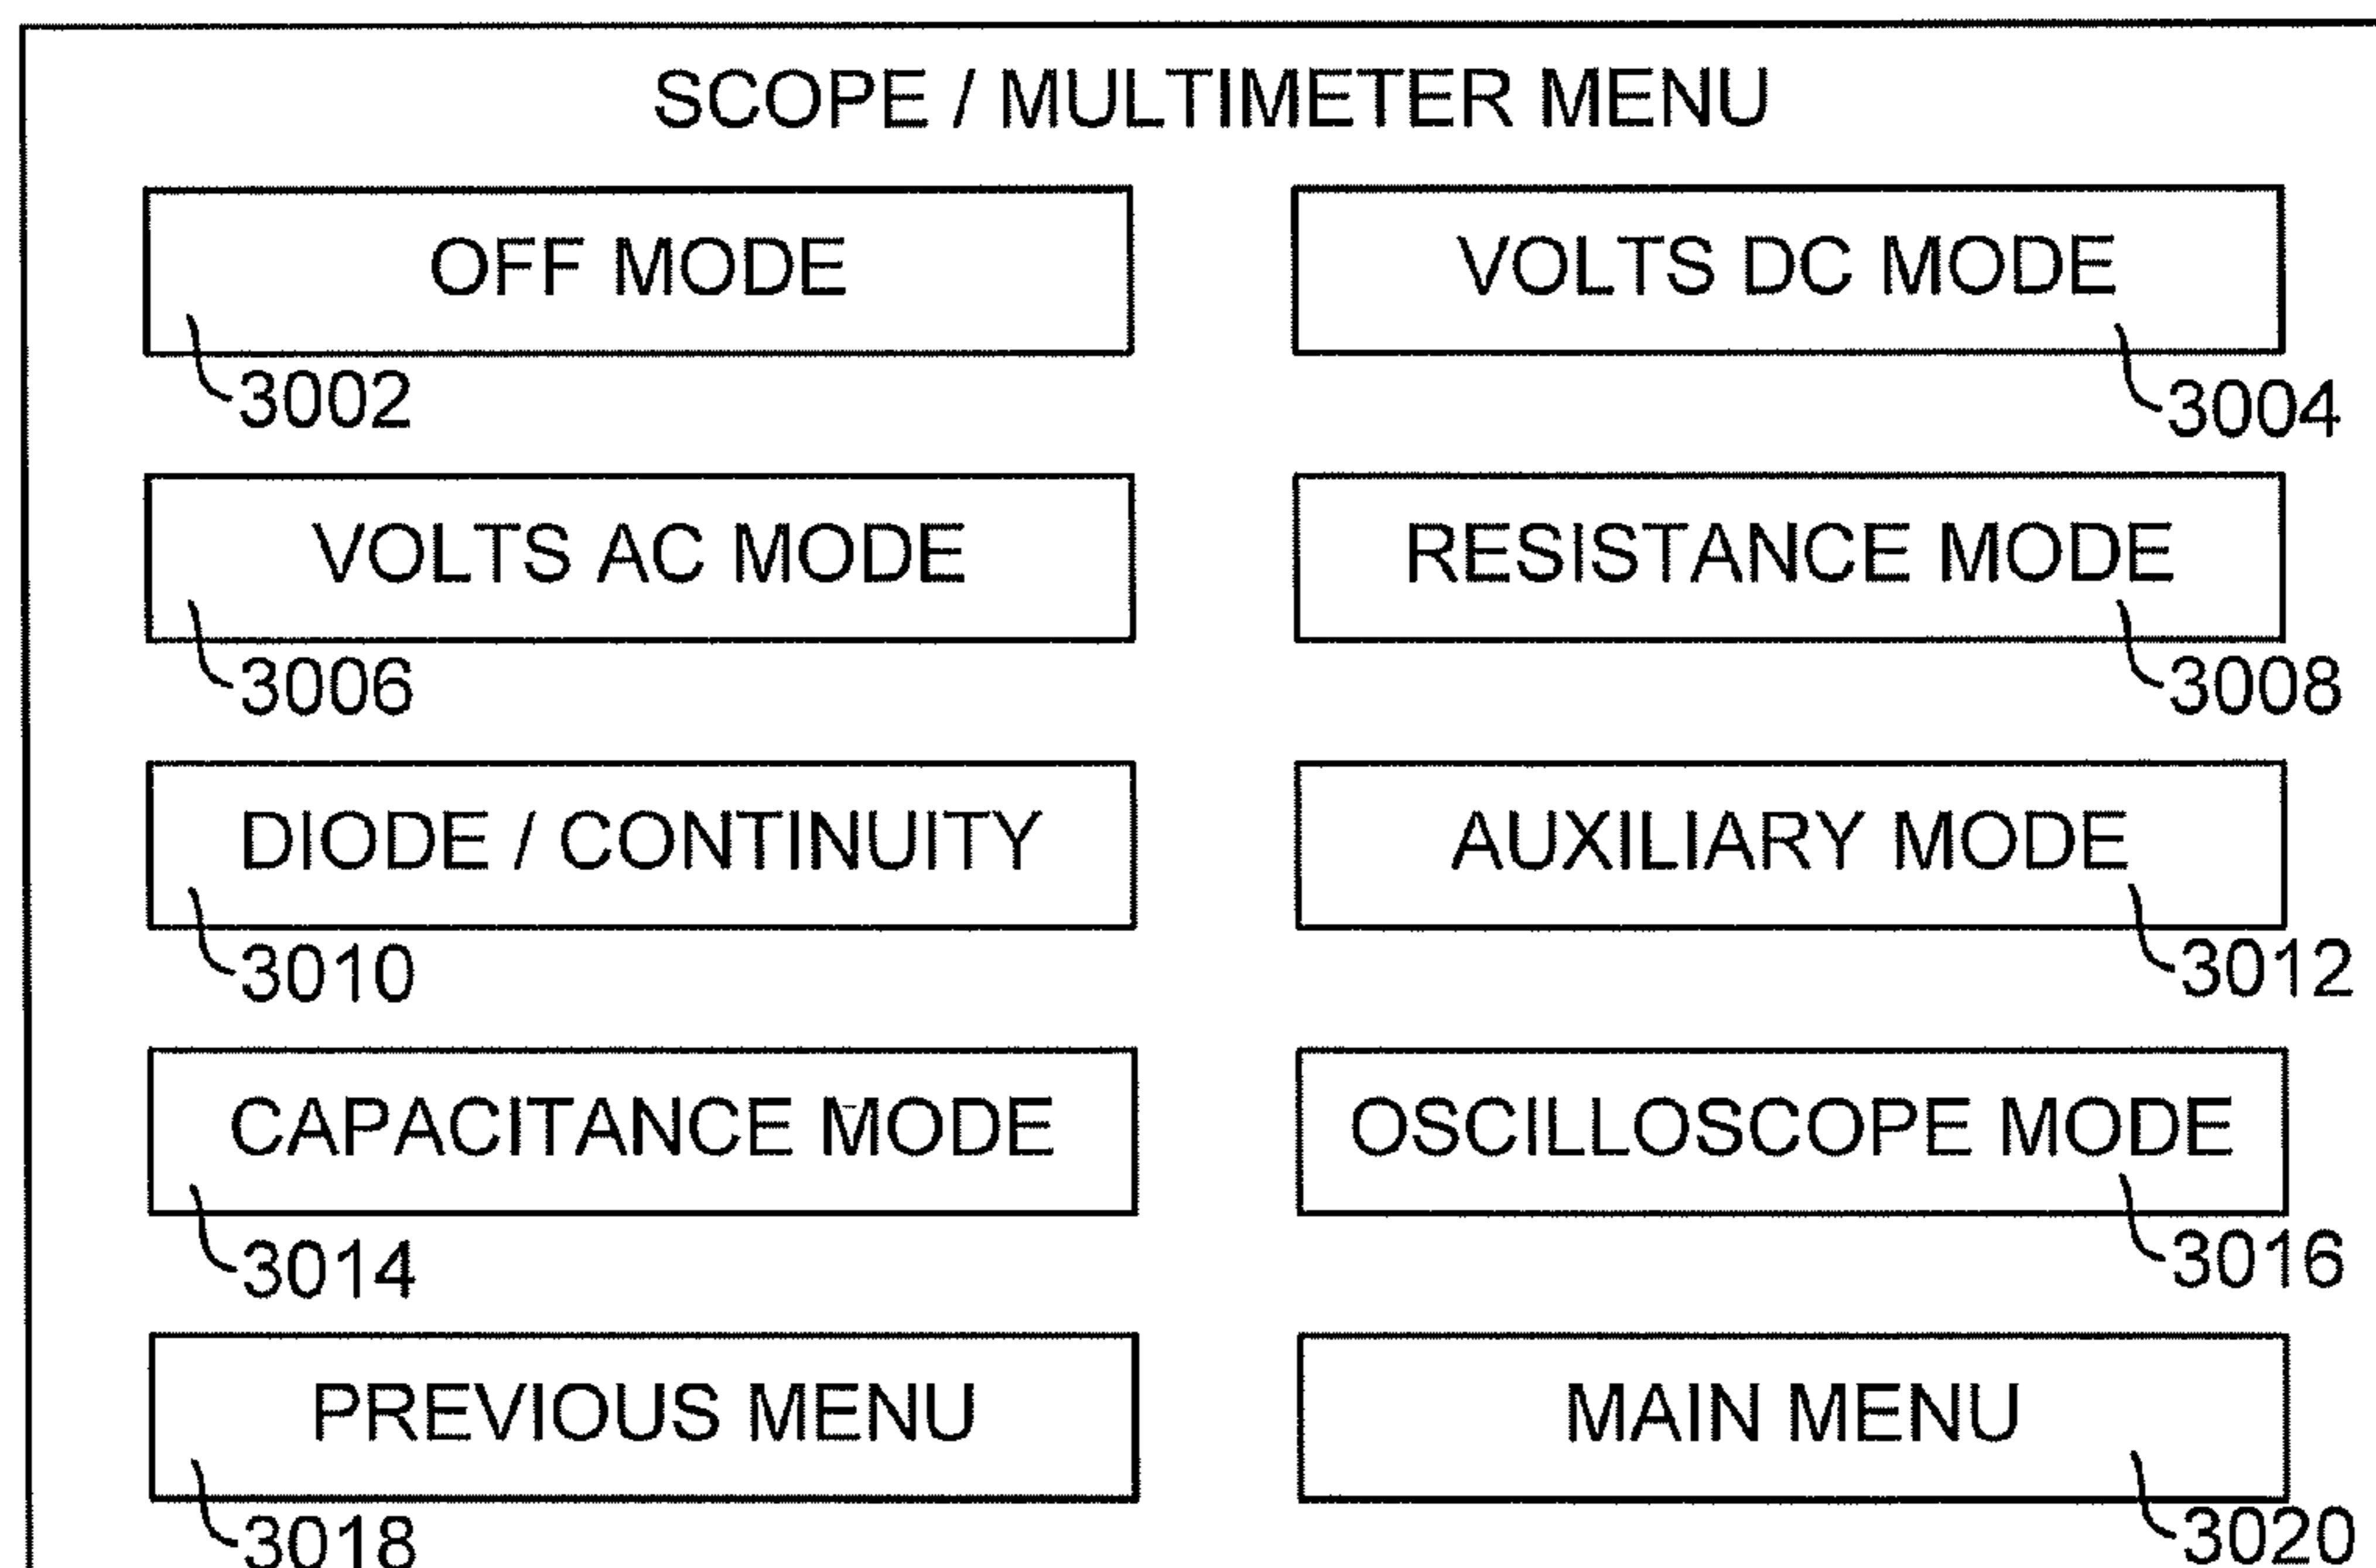 SCOPE / MULTIMETER MENU
OFF MODE
VOLTS DC MODE
3002
3004
VOLTS AC MODE
RESISTANCE MODE
3006
3008
DIODE / CONTINUITY
AUXILIARY MODE
3010
3012
CAPACITANCE MODE
OSCILLOSCOPE MODE
3014
3016
PREVIOUS MENU
MAIN MENU
3018
3020